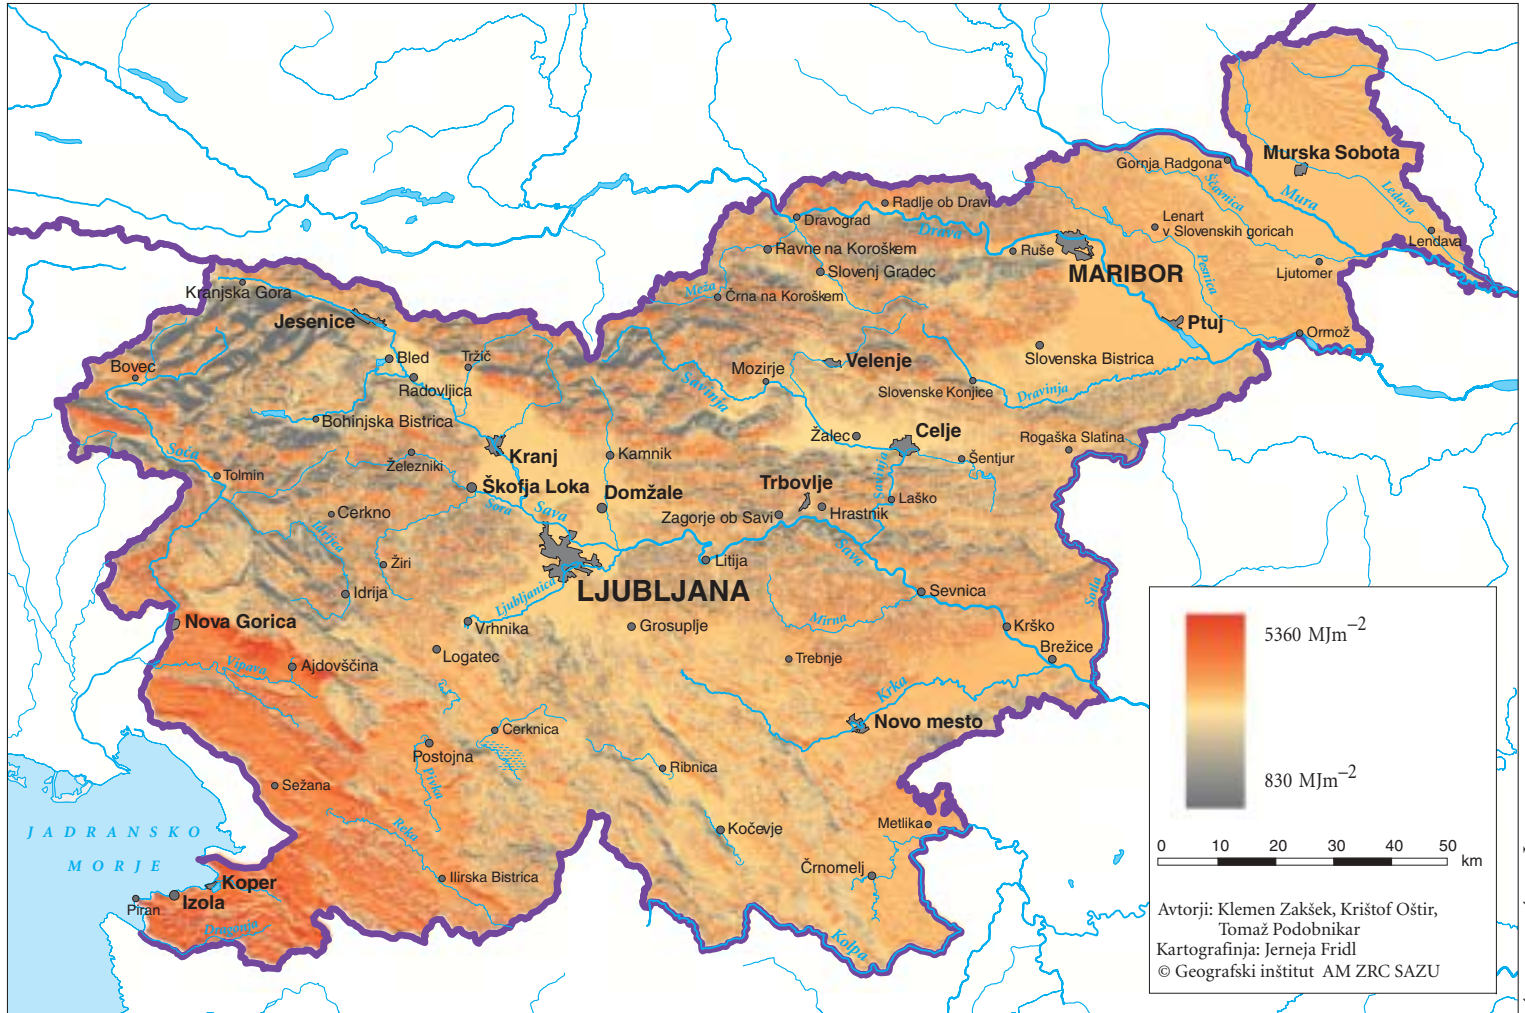 Murska Sobota
Gornja Radgona
Ščavnica
Mura
Ledava
Radlje ob Dravi
Dravograd
Drava
Lenart
v Slovenskih goricah
Lendava
Ravne na Koroškem
Ruše
Slovenj Gradec
MARIBOR
Pesnica
Ljutomer
Kranjska Gora
Meža
Črna na Koroškem
Jesenice
Ptuj
Ormož
Bled
Tržič
Velenje
Slovenska Bistrica
Bovec
Mozirje
Radovljica
Savinja
Slovenske Konjice
Dravinja
Bohinjska Bistrica
Žalec
Celje
Rogaška Slatina
Soča
Kranj
Kamnik
Železniki
Šentjur
Tolmin
Savinja
Škofja Loka
Domžale
Trbovlje
Laško
Cerkno
Sora
Sava
Zagorje ob Savi
Hrastnik
Idrijca
Sava
Žiri
Litija
Idrija
LJUBLJANA
Ljubljanica
Sevnica
Sotla
Nova Gorica
Vrhnika
Grosuplje
Mirna
Krško
Brežice
Logatec
Trebnje
Vipava
Ajdovščina
Krka
Novo mesto
Cerknica
Postojna
Ribnica
Sežana
Pivka
Reka
Kočevje
Metlika
JADRANSKO
MORJE
Črnomelj
Koper
Izola
Piran
Ilirska Bistrica
Dragonja
Kolpa
5360 MJm−2
830 MJm−2
0 10 20 30 40 50 km
Avtorji: Klemen Zakšek, Krištof Oštir,
Tomaž Podobnikar
Kartografinja: Jerneja Fridl
© Geografski inštitut AM ZRC SAZU